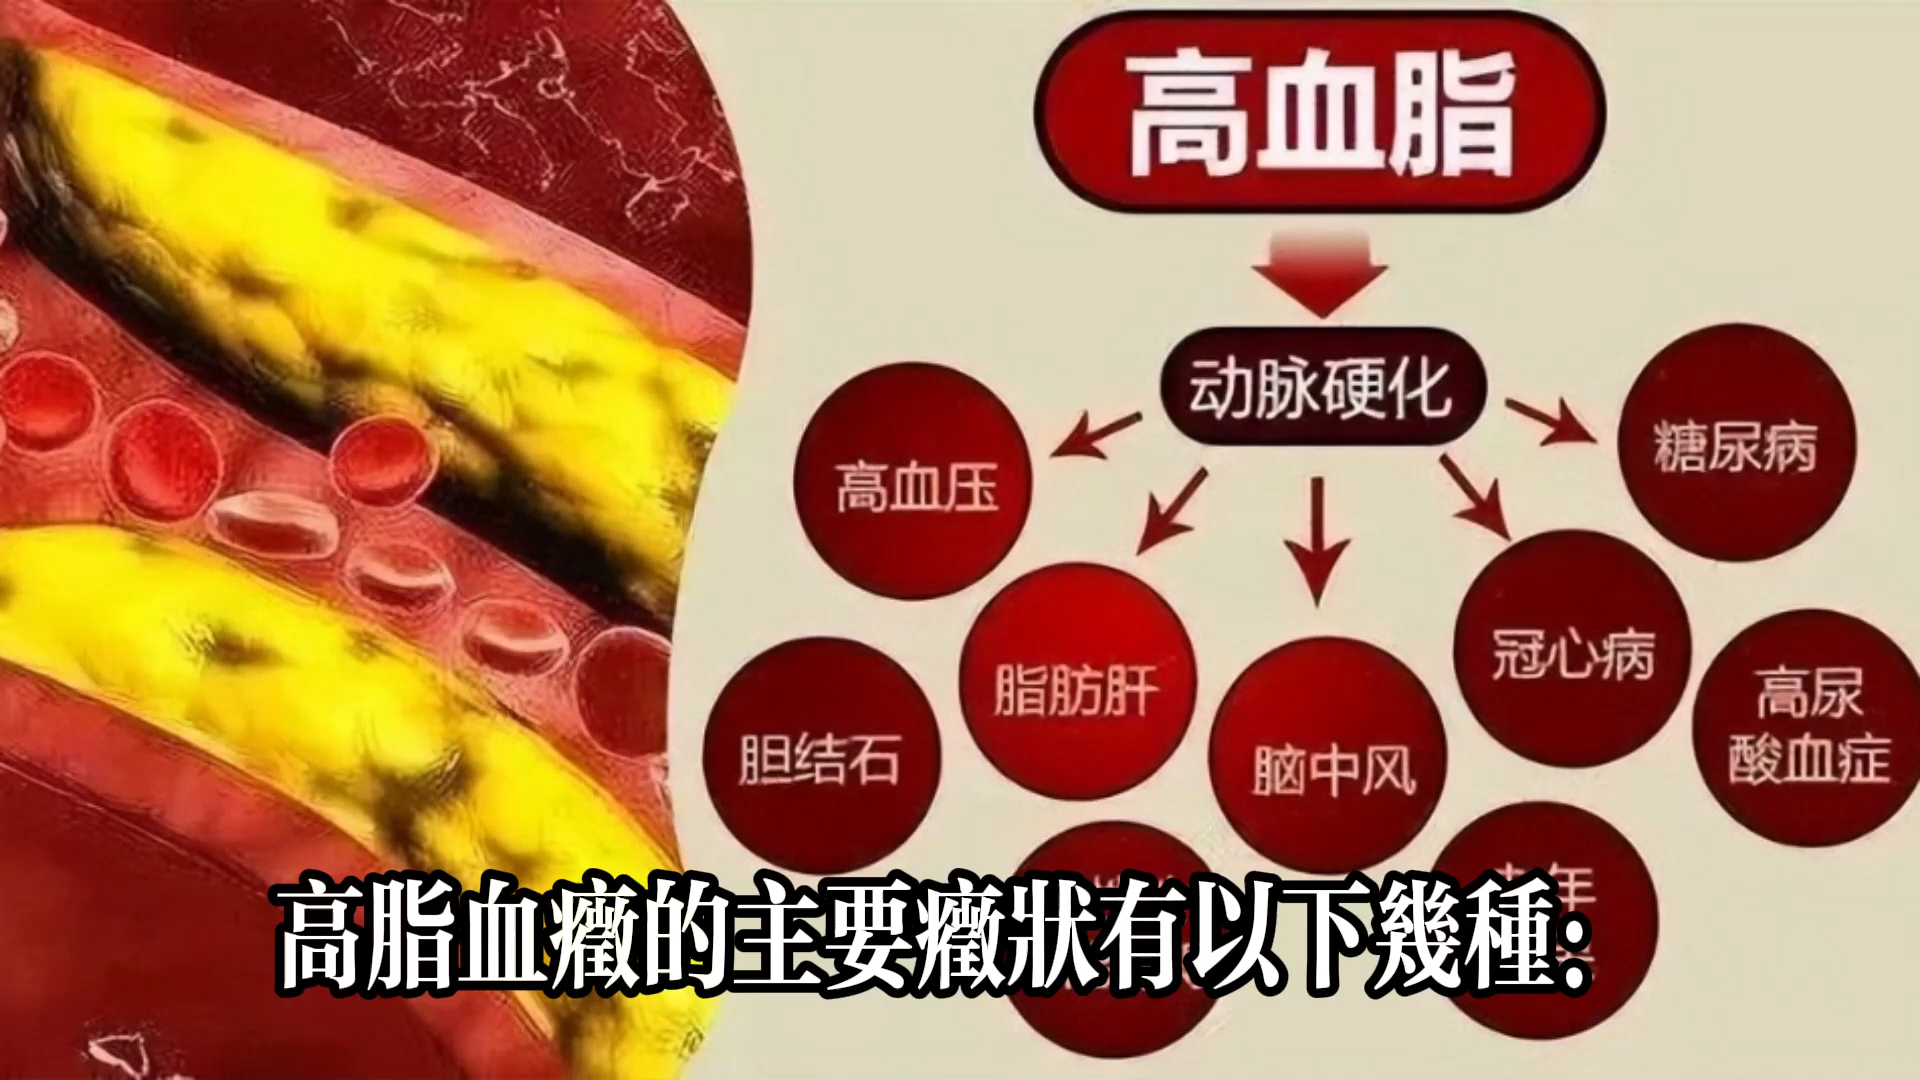 高血脂
动脉硬化
高血压
糖尿病
脂肪肝
冠心病
胆结石
脑中风
高尿
酸血症
年
高脂血癥的主要癥狀有以下幾種: